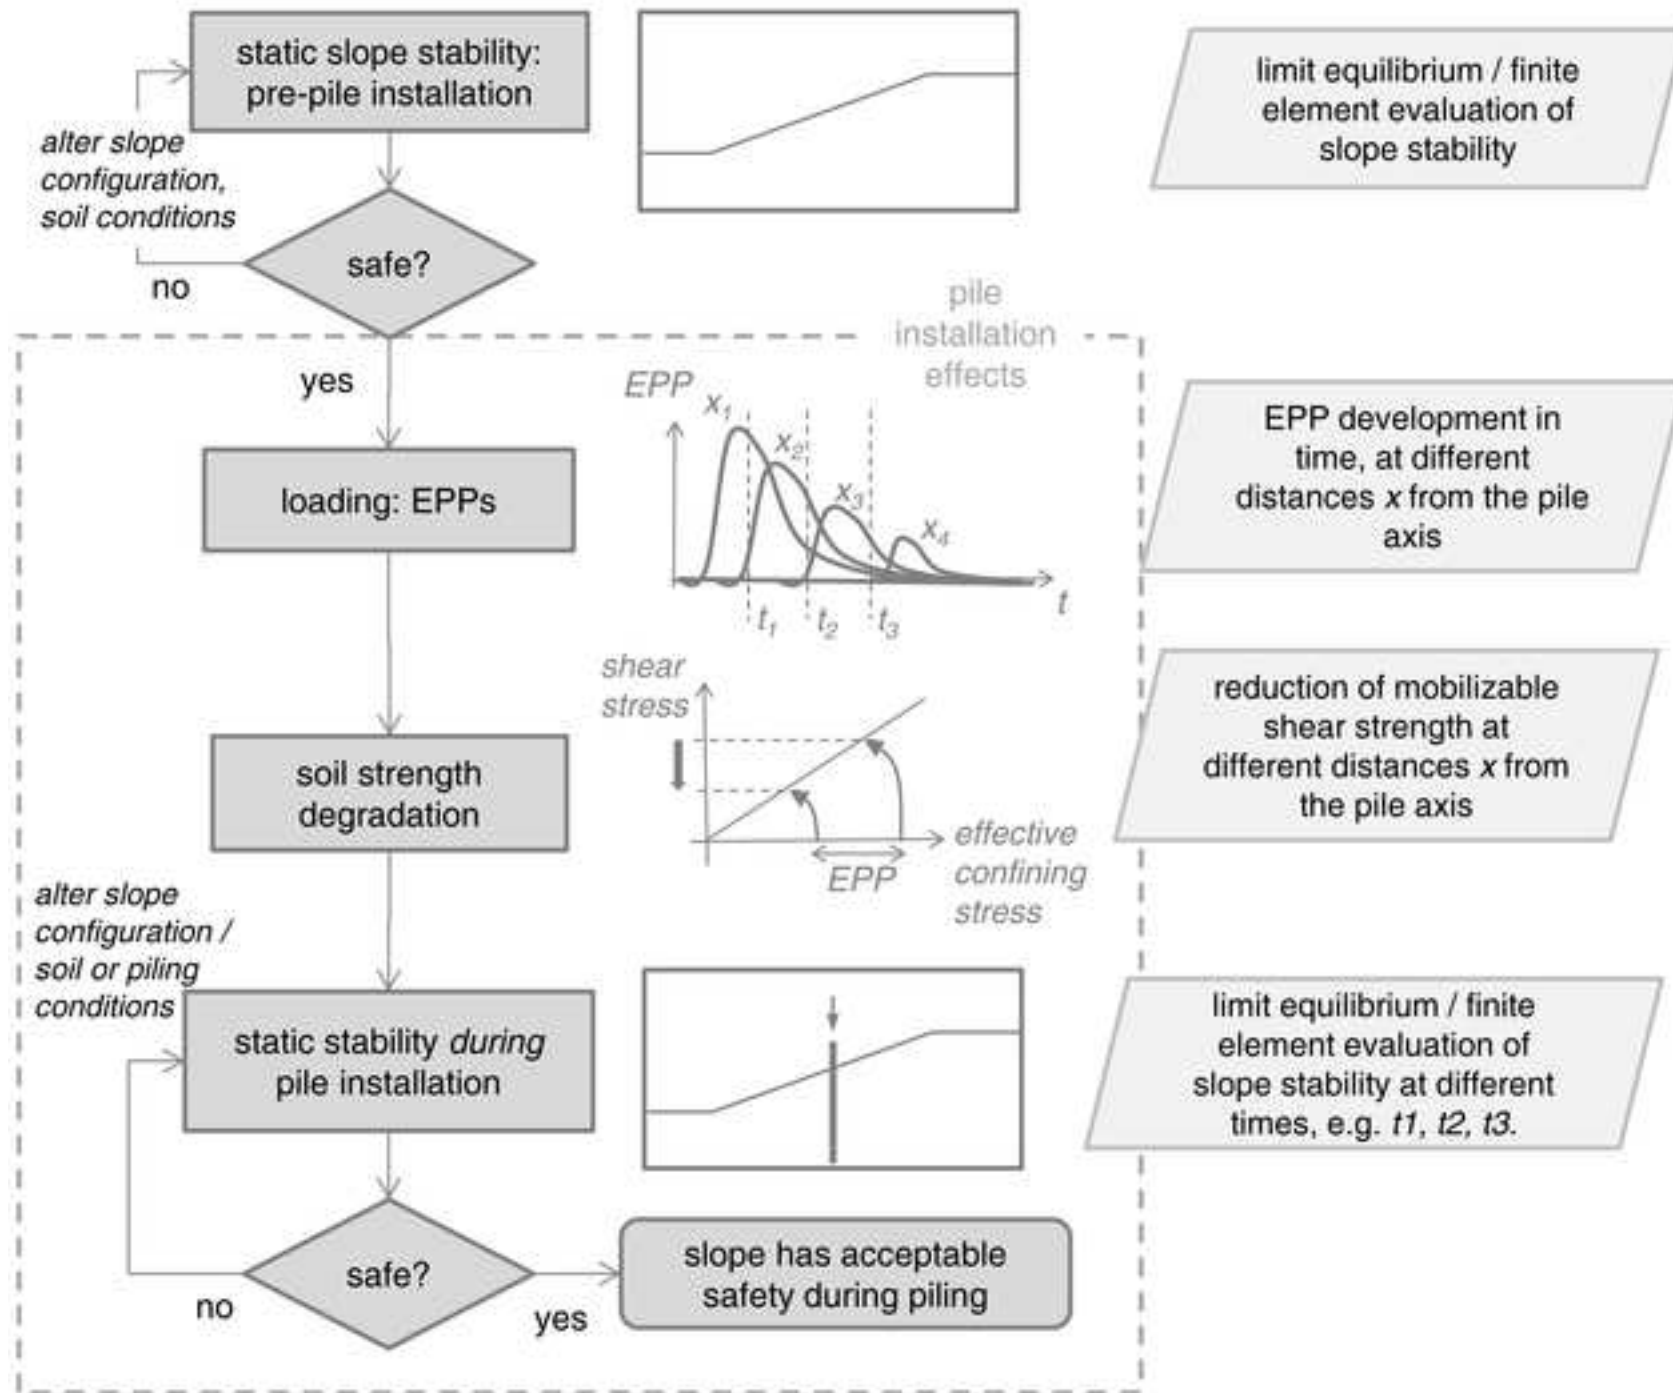 static slope stability:
pre-pile installation
limit equilibrium / finite
element evaluation of
slope stability
alter slope
configuration,
soil conditions
safe?
no
yes
pile
installation
effects
loading: EPPs
EPP
x1
x2
x3
x4
t1
t2
t3
t
EPP development in
time, at different
distances x from the pile
axis
soil strength
degradation
shear
stress
EPP
effective
confining
stress
reduction of mobilizable
shear strength at
different distances x from
the pile axis
alter slope
configuration /
soil or piling
conditions
static stability during
pile installation
limit equilibrium / finite
element evaluation of
slope stability at different
times, e.g. t1, t2, t3.
safe?
no
yes
slope has acceptable
safety during piling